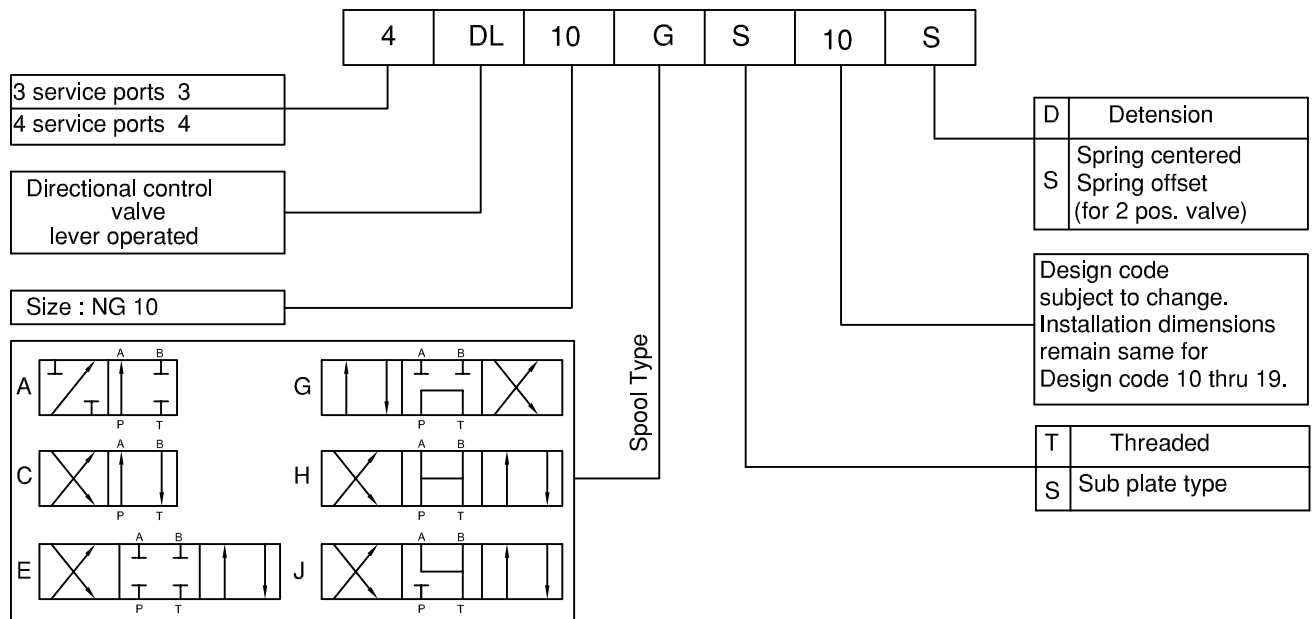 4 DL 10 G S 10 S
3 service ports 3
4 service ports 4
Directional control
valve
lever operated
Size : NG 10
Spool Type
A
A B
P T
G
A B
P T
C
A B
P T
H
A B
P T
E
A B
P T
J
A B
P T
D Detension
S Spring centered
Spring offset
(for 2 pos. valve)
Design code
subject to change.
Installation dimensions
remain same for
Design code 10 thru 19.
T Threaded
S Sub plate type